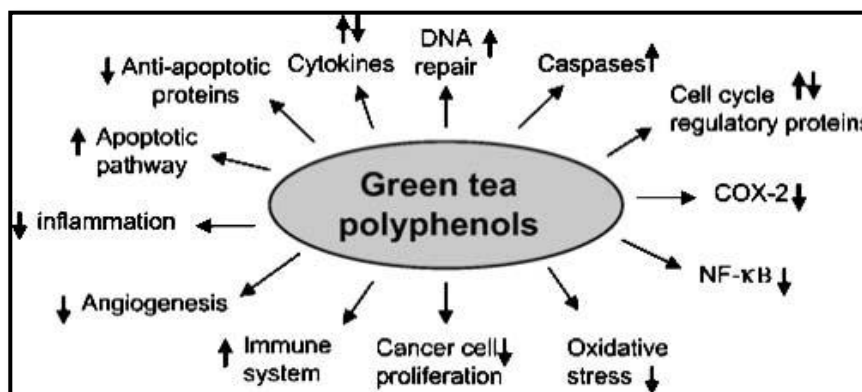 ↑↓
Cytokines
DNA ↑
repair
Caspases ↑
↓ Anti-apoptotic
proteins
Cell cycle ↑↓
regulatory proteins
↑ Apoptotic
pathway
Green tea
polyphenols
COX-2 ↓
↓ inflammation
NF-κB ↓
↓ Angiogenesis
↑ Immune
system
Cancer cell ↓
proliferation
Oxidative
stress ↓